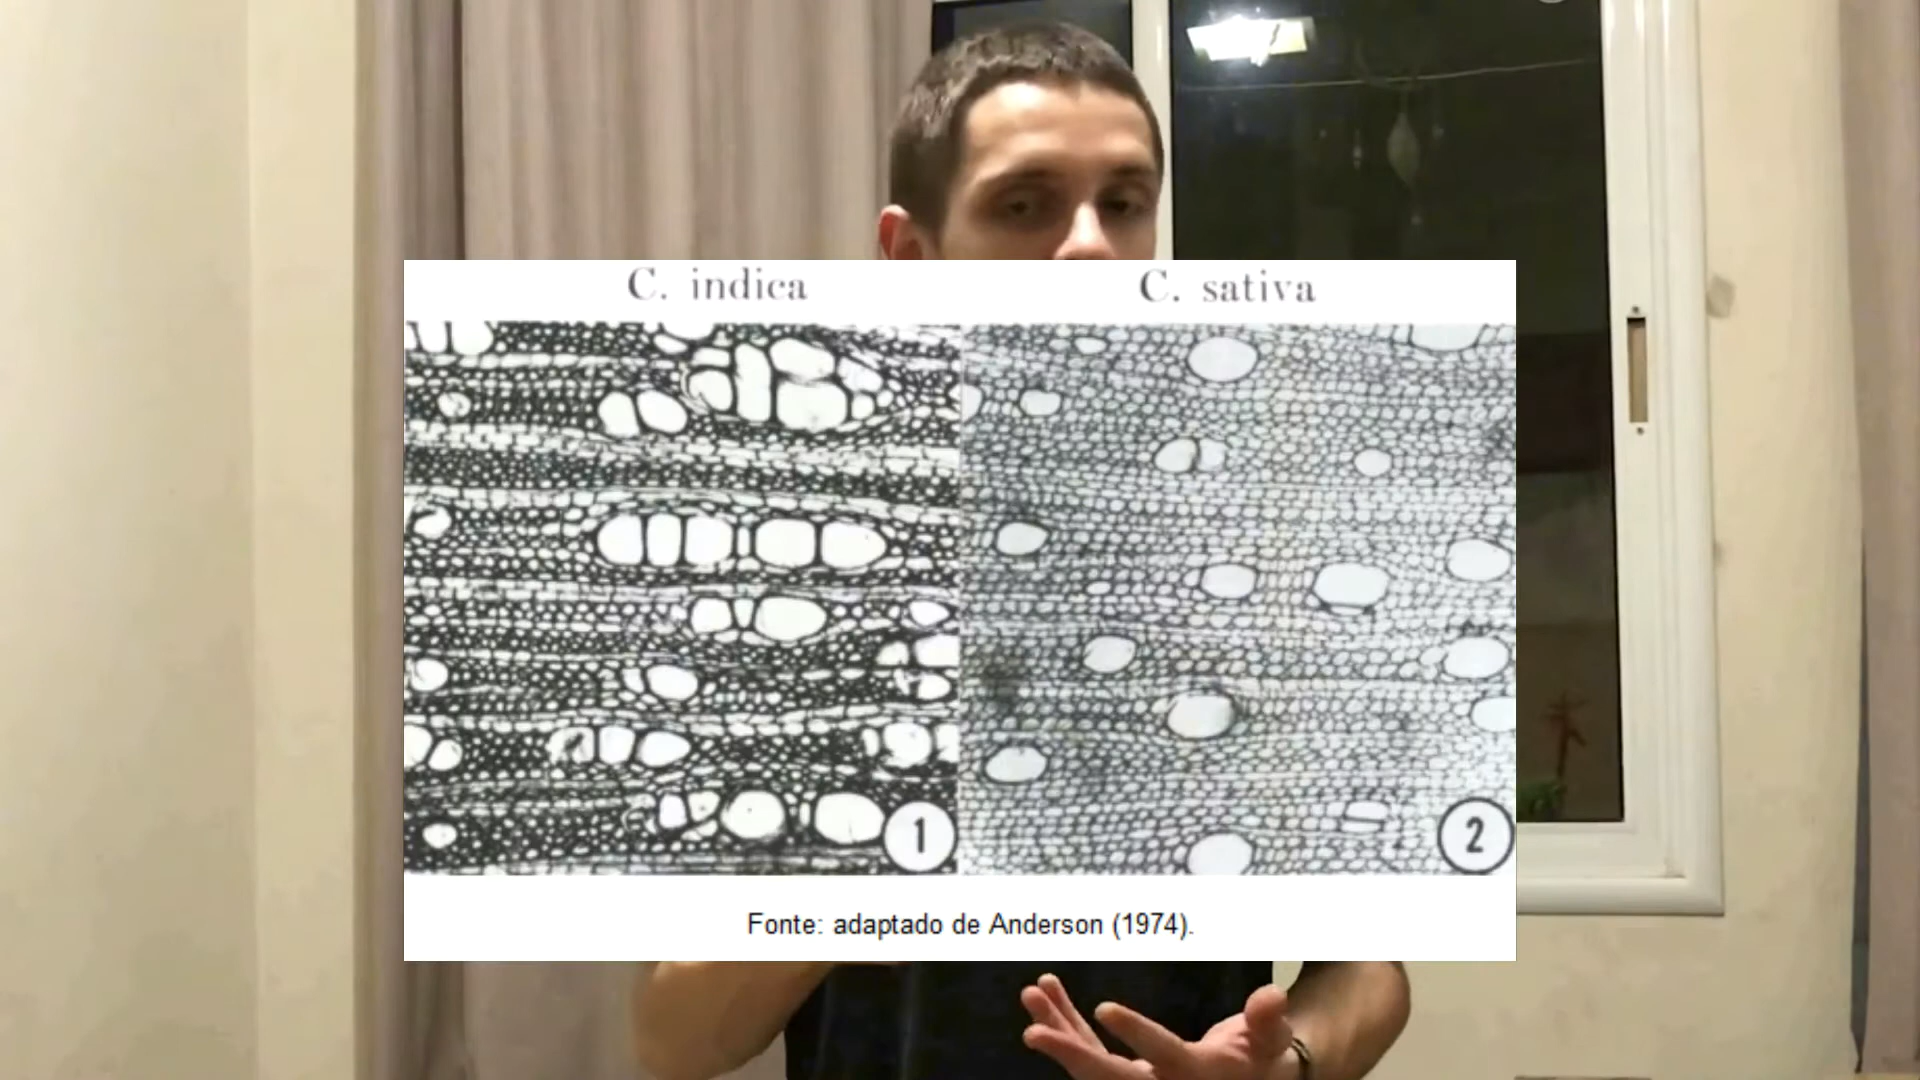 C. indica
C. sativa
1
2
Fonte: adaptado de Anderson (1974).